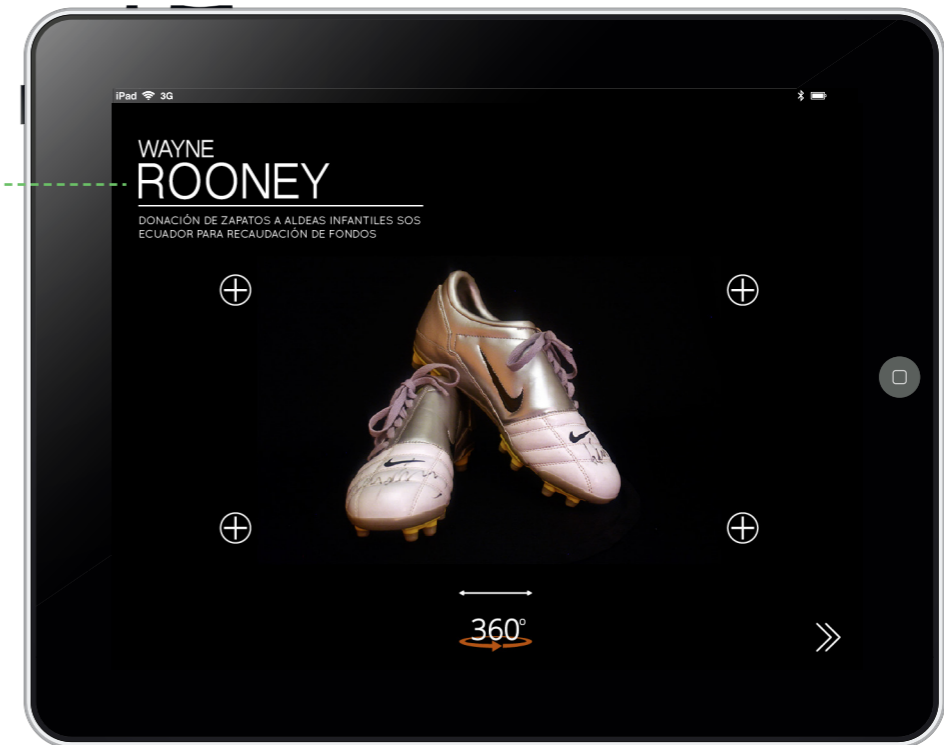 iPad 3G
WAYNE
ROONEY
DONACIÓN DE ZAPATOS A ALDEAS INFANTILES SOS
ECUADOR PARA RECAUDACIÓN DE FONDOS
360°